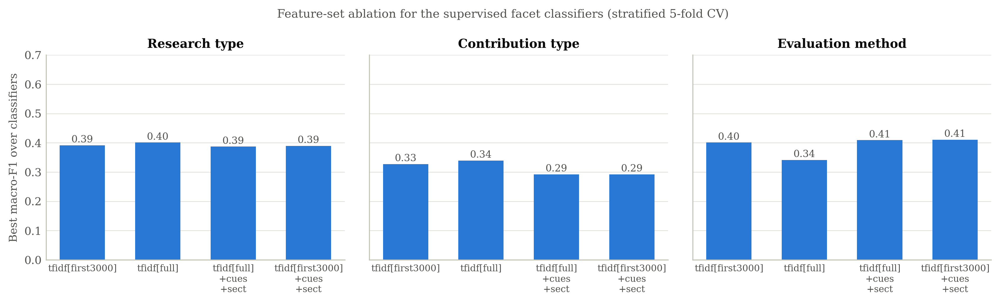 Feature-set ablation for the supervised facet classifiers (stratified 5-fold CV)
Research type
Contribution type
Evaluation method
Best macro-F1 over classifiers
0.7
0.6
0.5
0.4
0.3
0.2
0.1
0.0
0.39
0.40
0.39
0.39
0.33
0.34
0.29
0.29
0.40
0.34
0.41
0.41
tfidf[first3000]
tfidf[full]
tfidf[full]
+cues
+sect
tfidf[first3000]
+cues
+sect
tfidf[first3000]
tfidf[full]
tfidf[full]
+cues
+sect
tfidf[first3000]
+cues
+sect
tfidf[first3000]
tfidf[full]
tfidf[full]
+cues
+sect
tfidf[first3000]
+cues
+sect